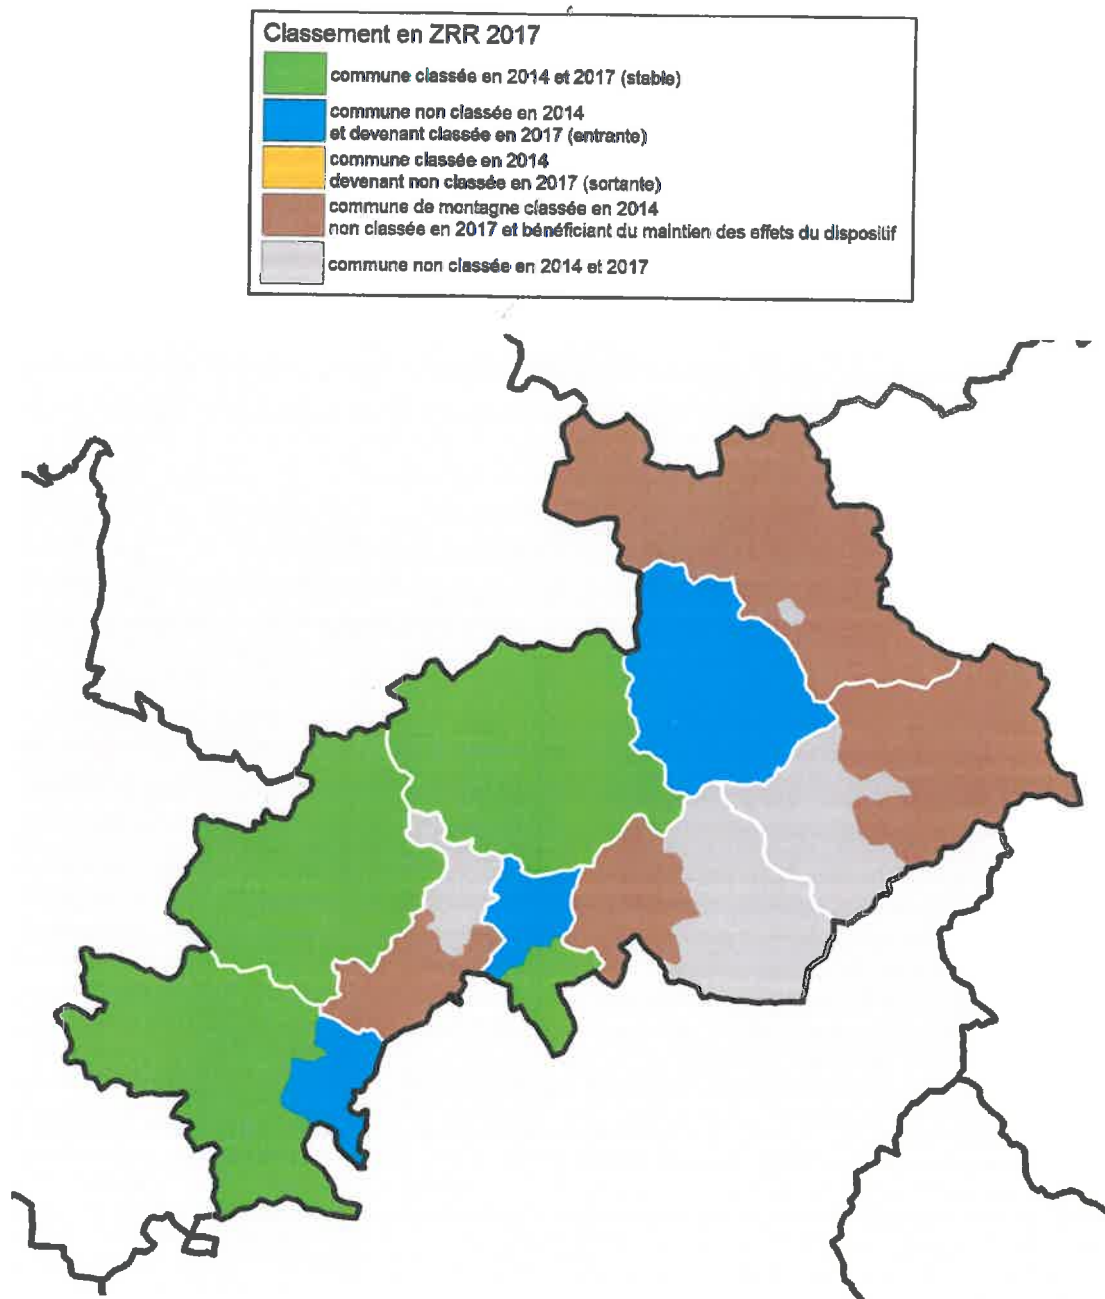 Classement en ZRR 2017
commune classée en 2014 et 2017 (stable)
commune non classée en 2014
et devenant classée en 2017 (entrante)
commune classée en 2014
devenant non classée en 2017 (sortante)
commune de montagne classée en 2014
non classée en 2017 et bénéficiant du maintien des effets du dispositif
commune non classée en 2014 et 2017